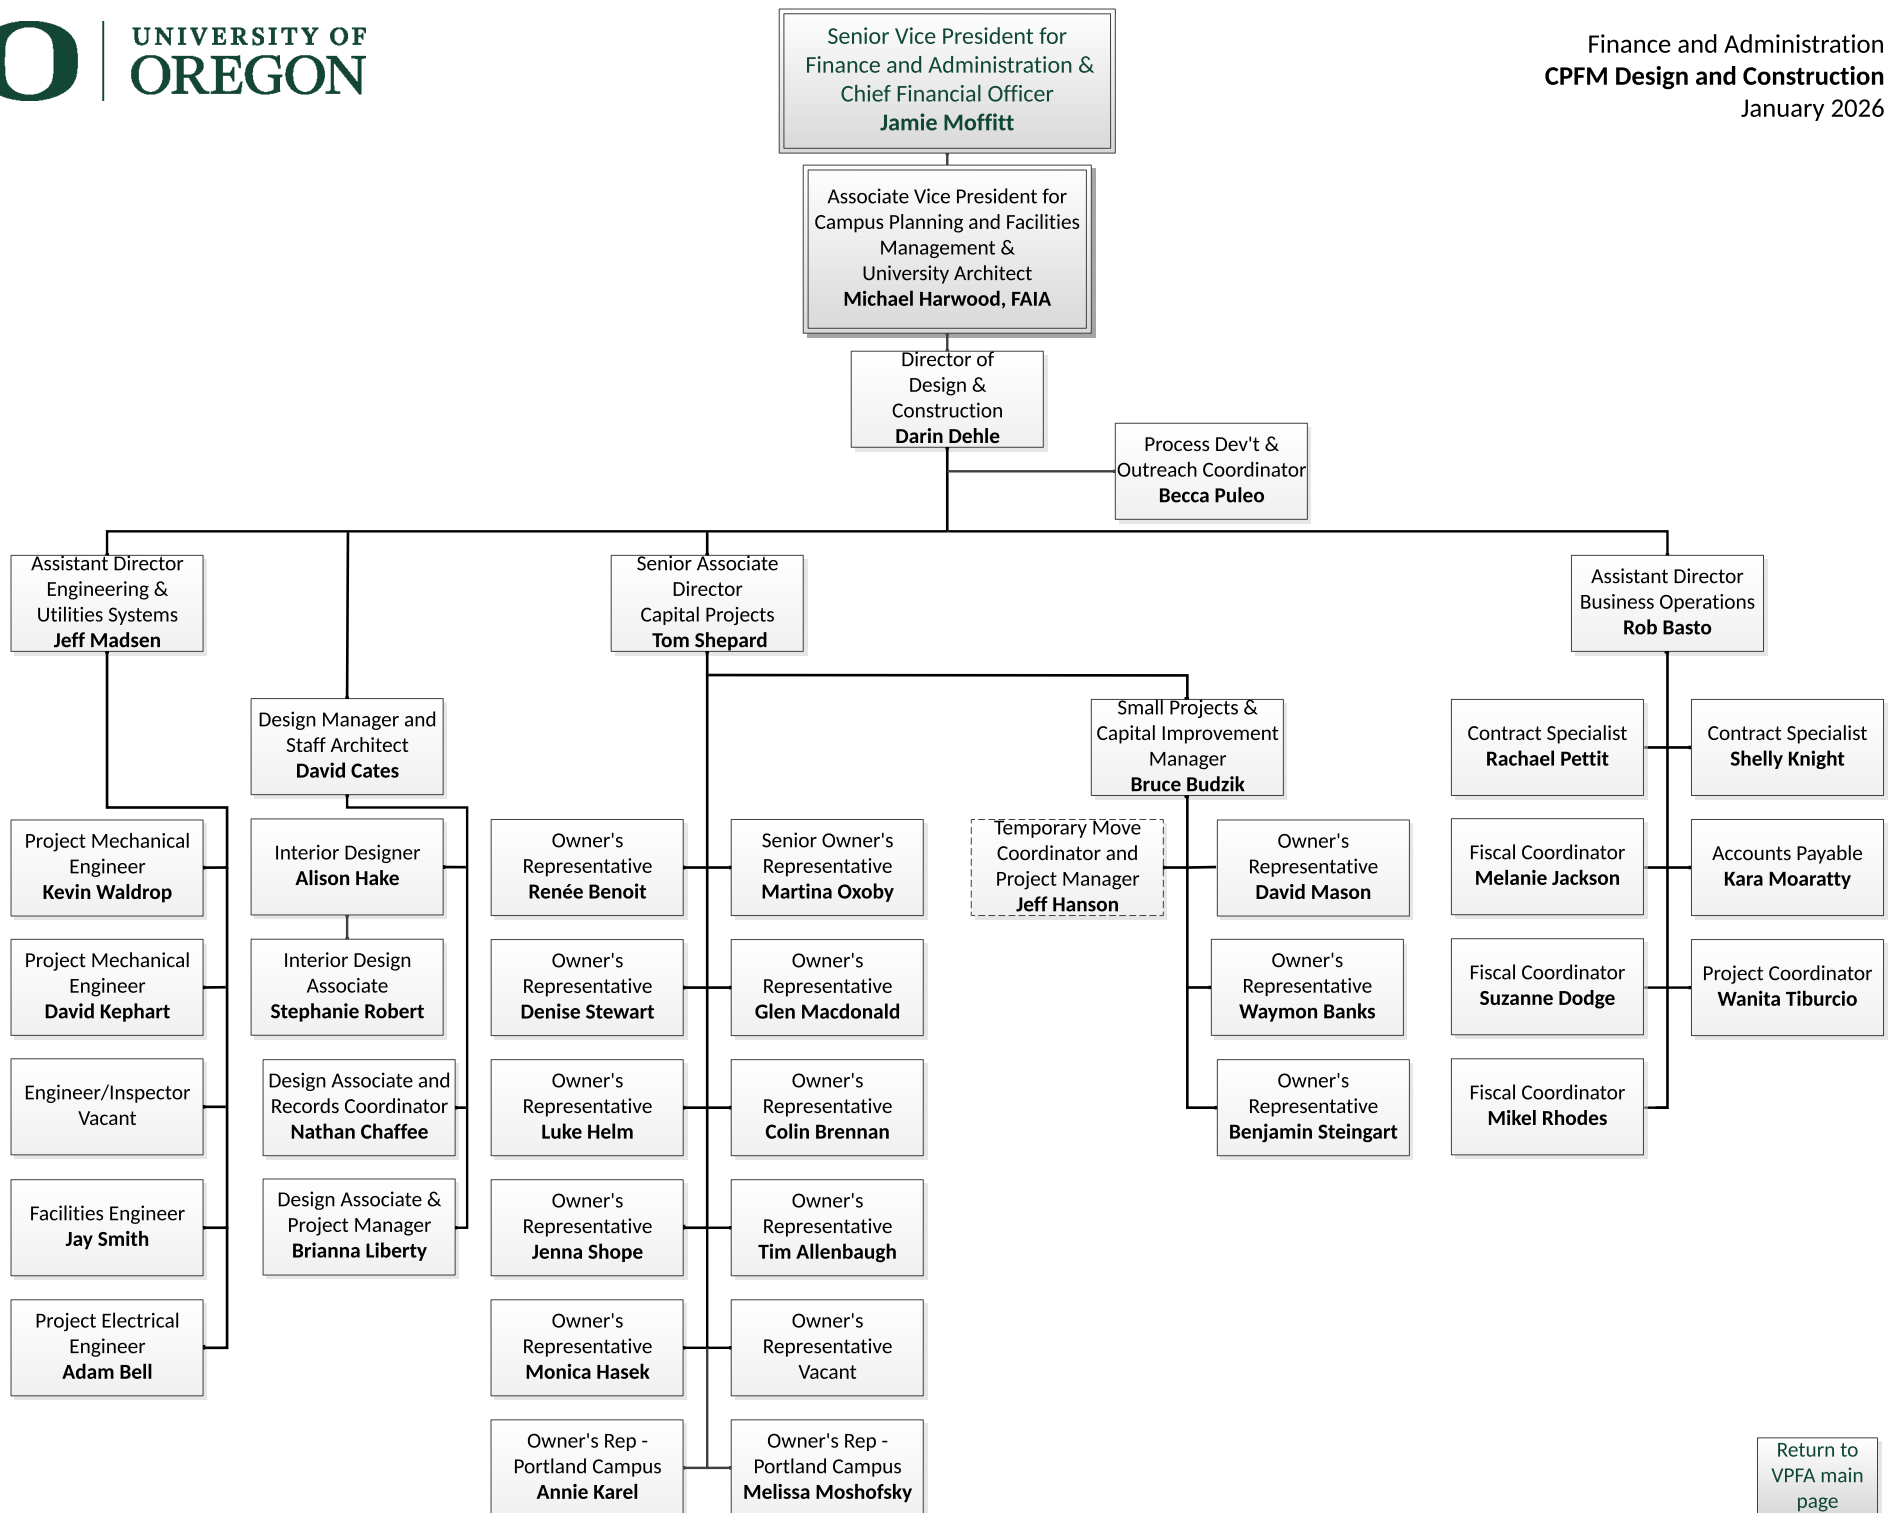 UNIVERSITY OF
OREGON
Finance and Administration
CPFM Design and Construction
January 2026
Senior Vice President for
Finance and Administration &
Chief Financial Officer
Jamie Moffitt
Associate Vice President for
Campus Planning and Facilities
Management &
University Architect
Michael Harwood, FAIA
Director of
Design &
Construction
Darin Dehle
Process Dev't &
Outreach Coordinator
Becca Puleo
Assistant Director
Engineering &
Utilities Systems
Jeff Madsen
Senior Associate
Director
Capital Projects
Tom Shepard
Assistant Director
Business Operations
Rob Basto
Design Manager and
Staff Architect
David Cates
Small Projects &
Capital Improvement
Manager
Bruce Budzik
Contract Specialist
Rachael Pettit
Contract Specialist
Shelly Knight
Project Mechanical
Engineer
Kevin Waldrop
Interior Designer
Alison Hake
Owner's
Representative
Renée Benoit
Senior Owner's
Representative
Martina Oxoby
Temporary Move
Coordinator and
Project Manager
Jeff Hanson
Owner's
Representative
David Mason
Fiscal Coordinator
Melanie Jackson
Accounts Payable
Kara Moaratty
Project Mechanical
Engineer
David Kephart
Interior Design
Associate
Stephanie Robert
Owner's
Representative
Denise Stewart
Owner's
Representative
Glen Macdonald
Owner's
Representative
Waymon Banks
Fiscal Coordinator
Suzanne Dodge
Project Coordinator
Wanita Tiburcio
Engineer/Inspector
Vacant
Design Associate and
Records Coordinator
Nathan Chaffee
Owner's
Representative
Luke Helm
Owner's
Representative
Colin Brennan
Owner's
Representative
Benjamin Steingart
Fiscal Coordinator
Mikel Rhodes
Facilities Engineer
Jay Smith
Design Associate &
Project Manager
Brianna Liberty
Owner's
Representative
Jenna Shope
Owner's
Representative
Tim Allenbaugh
Project Electrical
Engineer
Adam Bell
Owner's
Representative
Monica Hasek
Owner's
Representative
Vacant
Owner's Rep -
Portland Campus
Annie Karel
Owner's Rep -
Portland Campus
Melissa Moshofsky
Return to
VPFA main
page